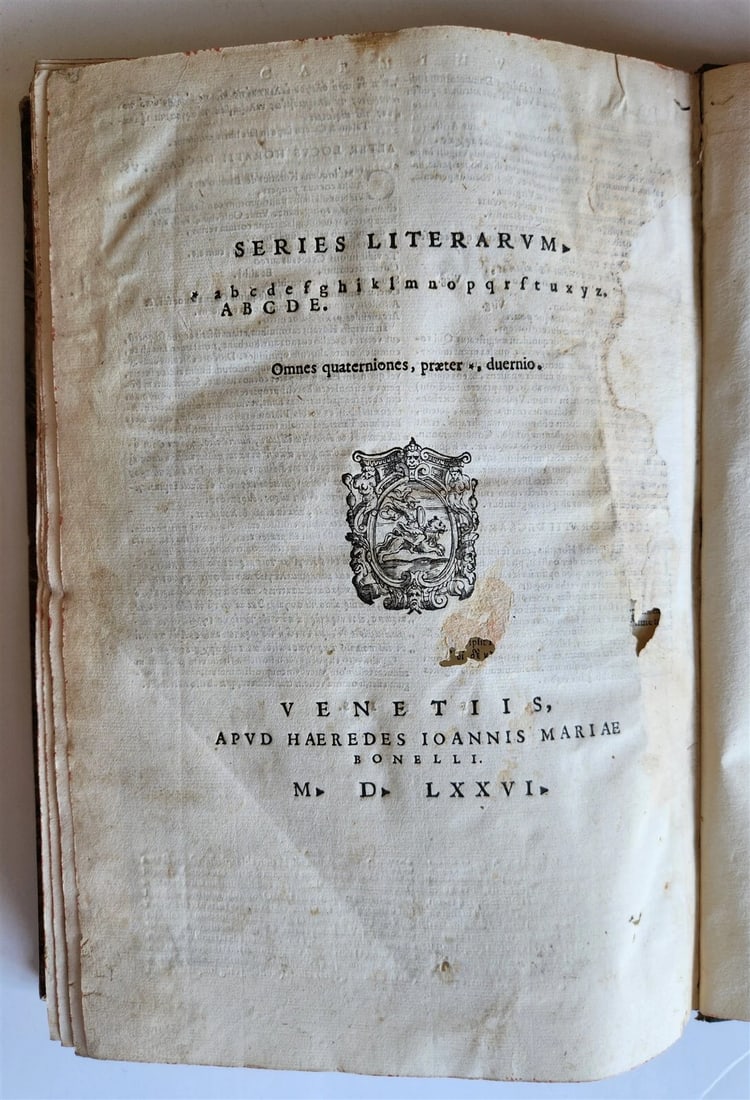 SERIES LITERARVM.
* a b c d e f g h i k l m n o p q r ſ t u x y z.
A B C D E.
Omnes quaterniones, præter *, duernio.
VENETIIS,
APVD HAEREDES IOANNIS MARIAE
BONELLI.
M. D. LXXVI.